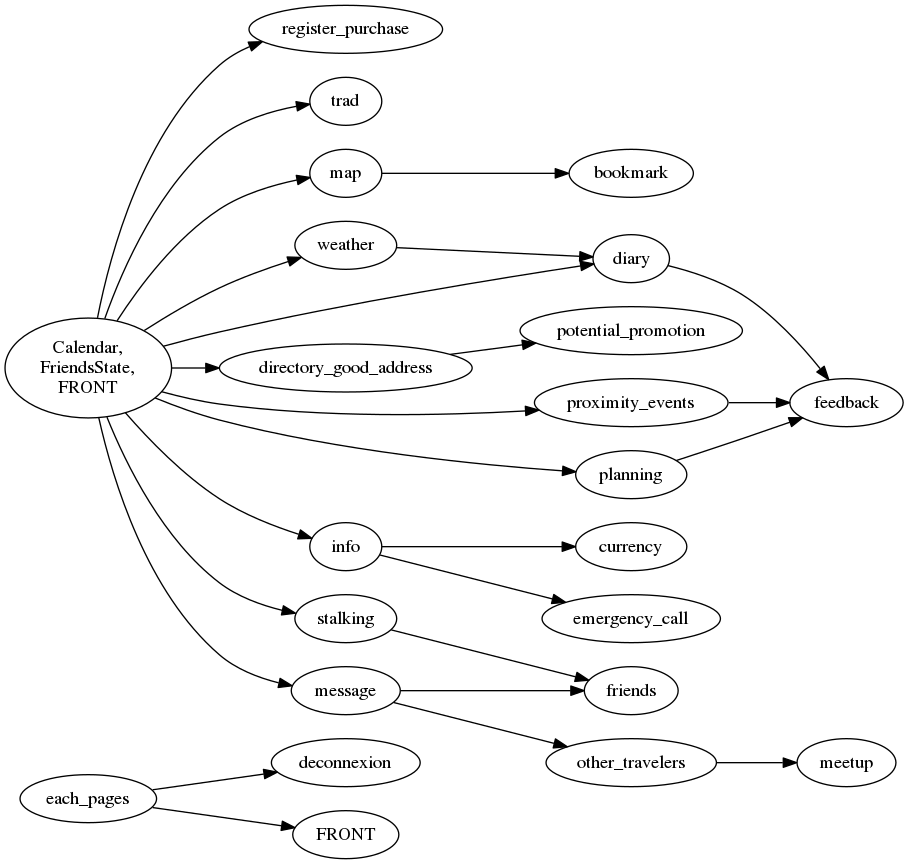 register_purchase
trad
map
bookmark
weather
diary
Calendar,
FriendsState,
FRONT
potential_promotion
directory_good_address
proximity_events
feedback
planning
info
currency
stalking
emergency_call
message
friends
deconnexion
other_travelers
meetup
each_pages
FRONT